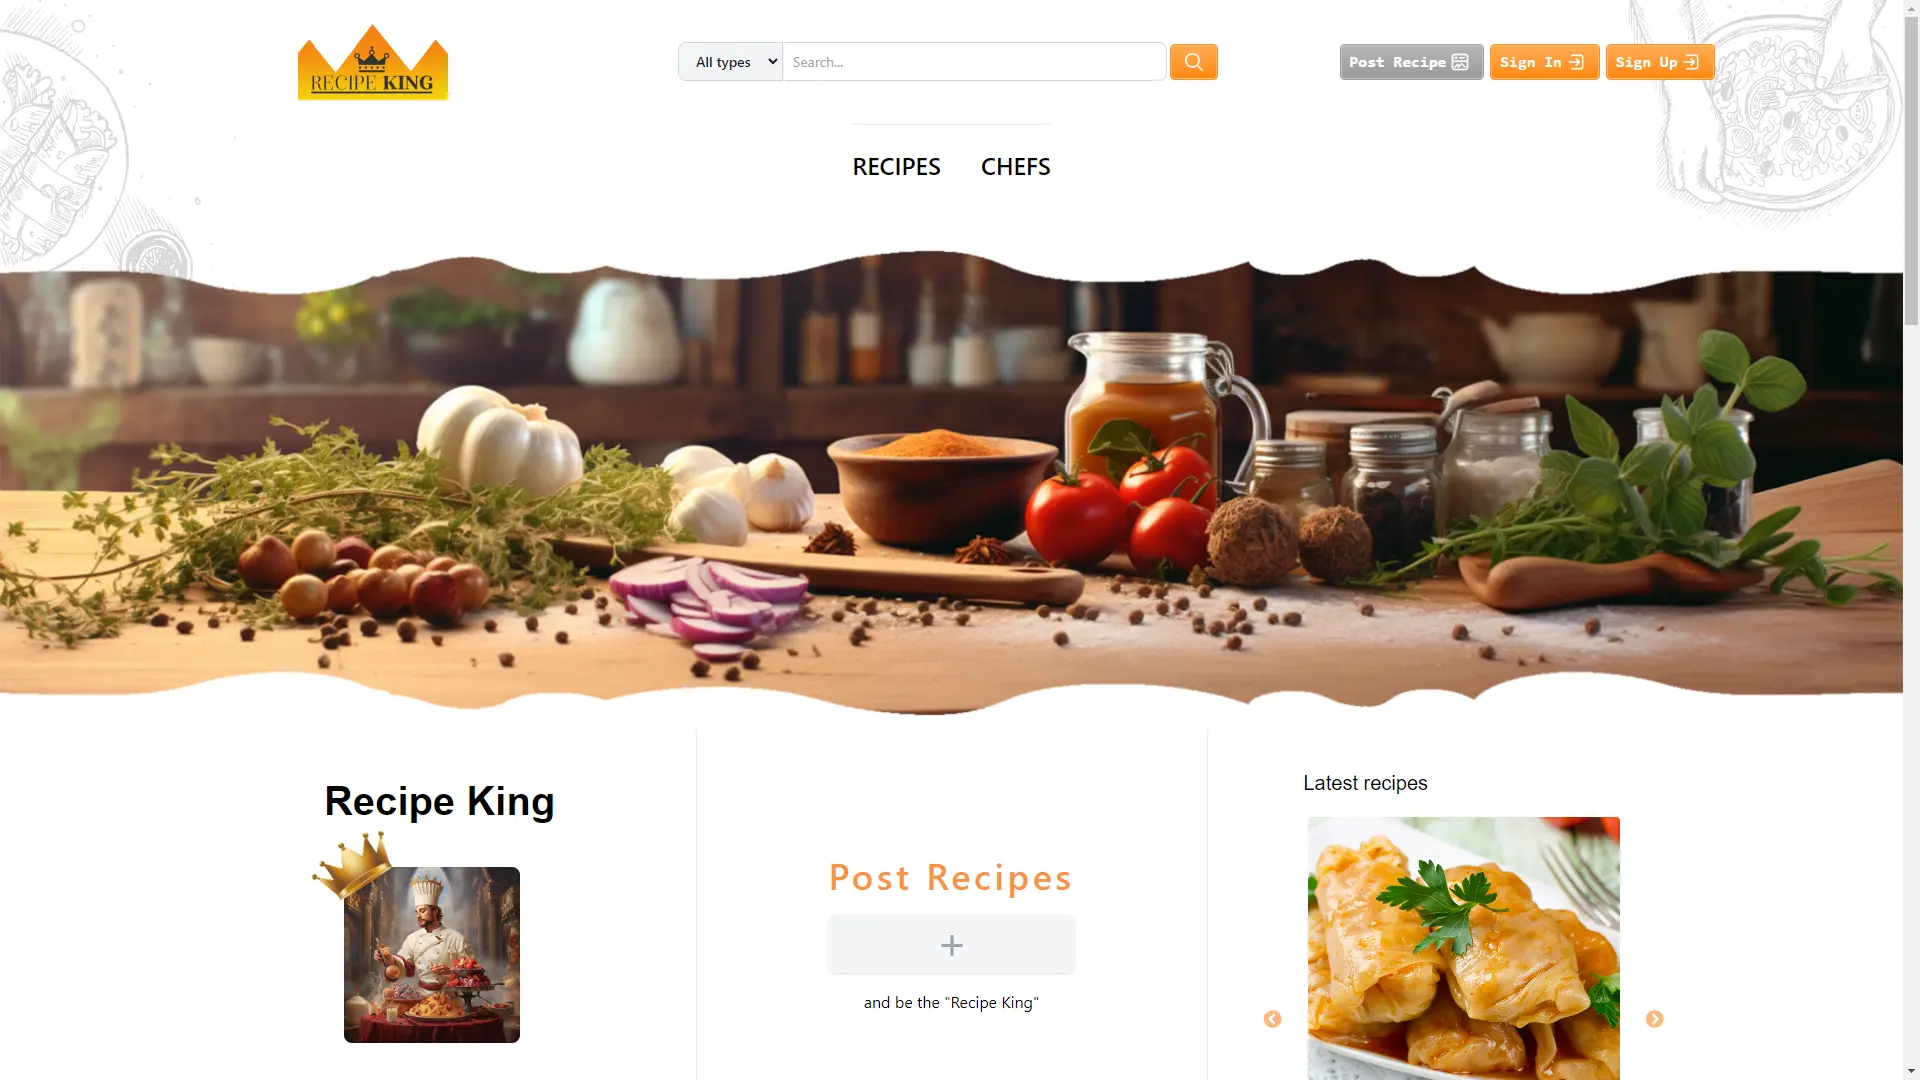 RECIPE KING
All types
Search...
Post Recipe
Sign In
Sign Up
RECIPES
CHEFS
Recipe King
Post Recipes
and be the "Recipe King"
Latest recipes